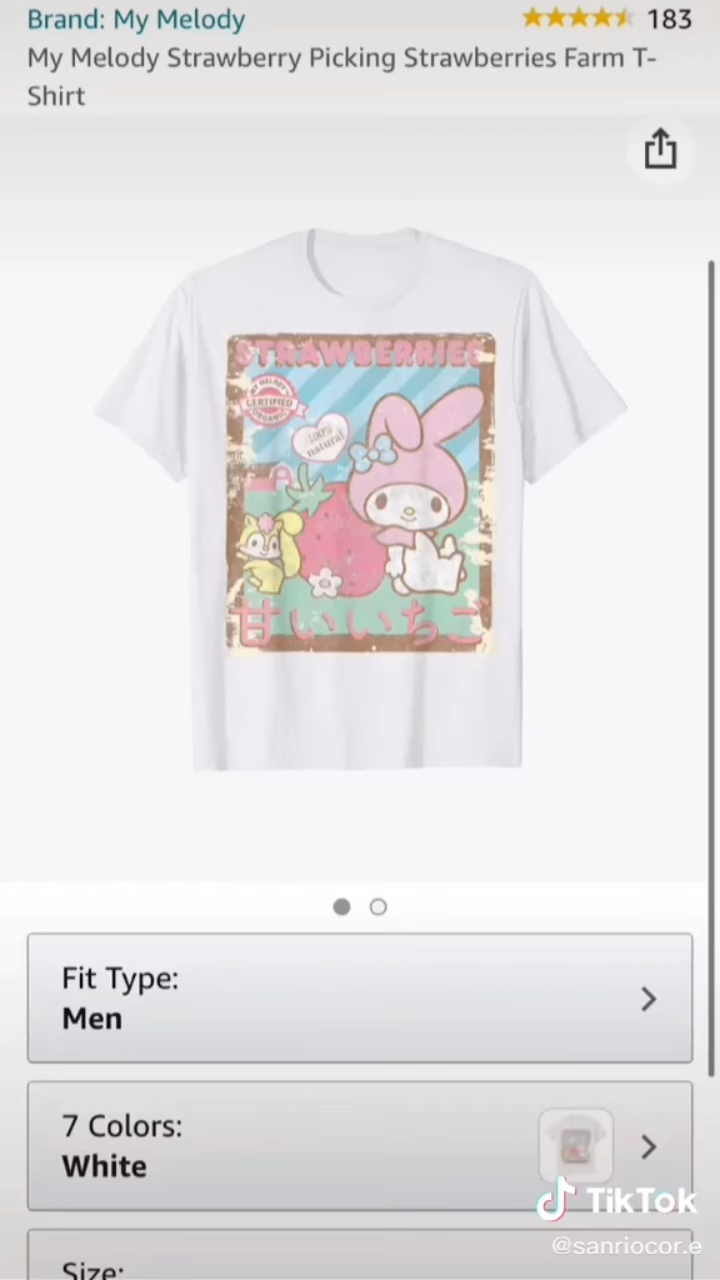 Brand: My Melody
183
My Melody Strawberry Picking Strawberries Farm T-
Shirt
STRAWBERRIES
MY MELODY
CERTIFIED
ORGANIC
100%
natural
甘いいちご
Fit Type:
Men
7 Colors:
White
TikTok
@sanriocor.e
Size: